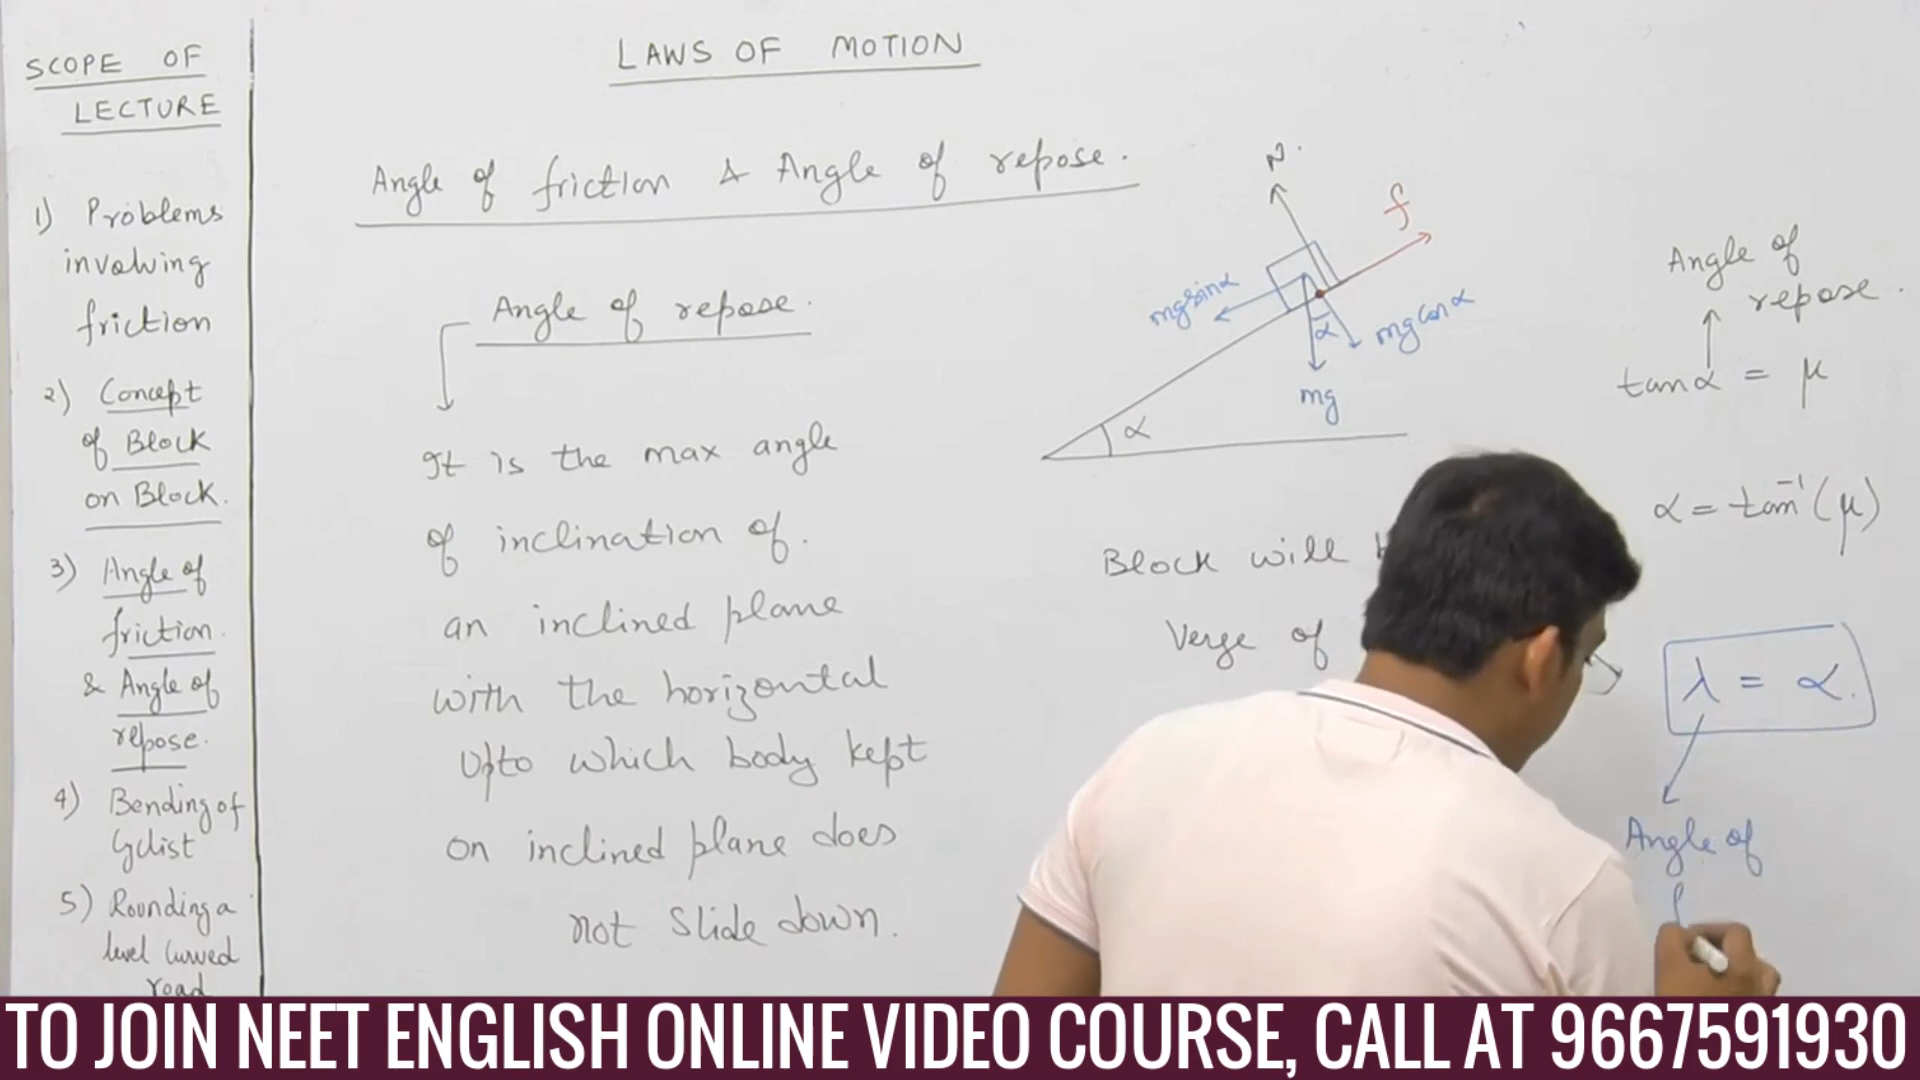 SCOPE OF
LECTURE
1) Problems
involving
friction
2) Concept
of Block
on Block.
3) Angle of
friction.
& Angle of
repose.
4) Bending of
Cyclist
5) Rounding a
level curved
road
LAWS OF MOTION
Angle of friction & Angle of repose.
Angle of repose.
It is the max angle
of inclination of.
an inclined plane
with the horizontal
Upto which body kept
on inclined plane does
not slide down.
N.
f
mg sinα
α
mg cosα
mg
α
Block will
Verge of
Angle of
repose.
tanα = μ
α = tan⁻¹(μ)
λ = α.
Angle of
f
TO JOIN NEET ENGLISH ONLINE VIDEO COURSE, CALL AT 9667591930